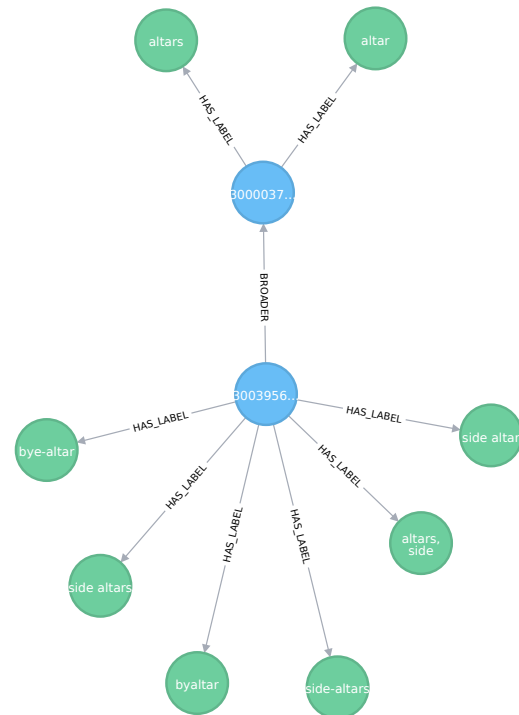 altars
altar
HAS_LABEL
HAS_LABEL
3000037...
BROADER
3003956...
HAS_LABEL
HAS_LABEL
bye-altar
side altar
HAS_LABEL
HAS_LABEL
HAS_LABEL
HAS_LABEL
altars,
side
side altars
byaltar
side-altars